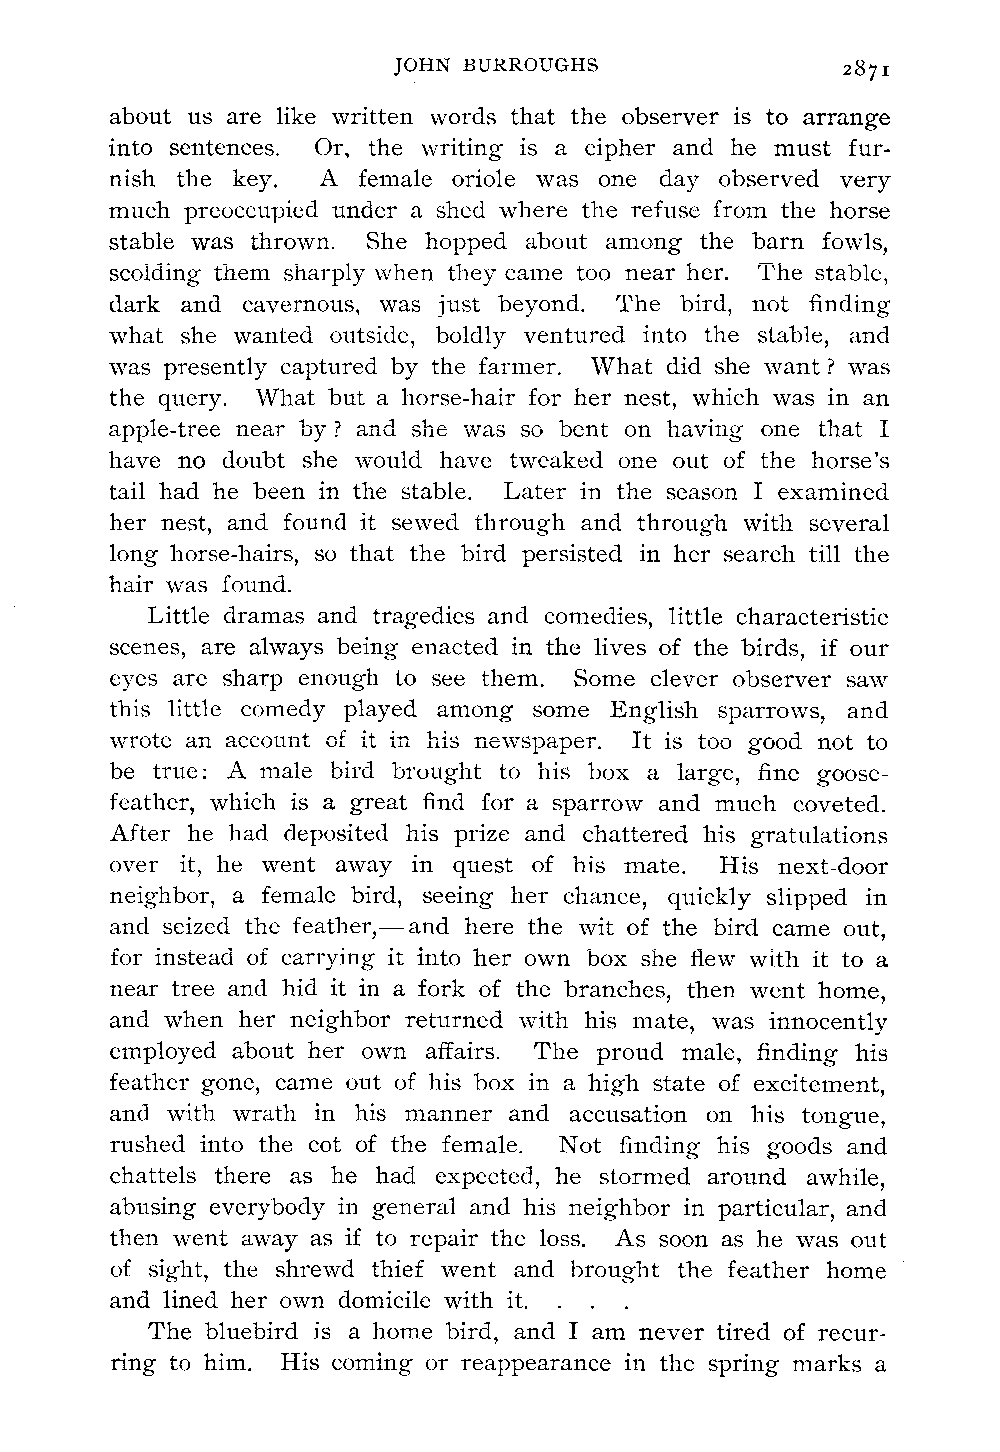 JOHN BURROUGHS 2871
about us are like written words that the observer is to arrange
into sentences. Or, the writing is a cipher and he must fur-
nish the key. A female oriole was one day observed very
much preoccupied under a shed where the refuse from the horse
stable was thrown. She hopped about among the barn fowls,
scolding them sharply when they came too near her. The stable,
dark and cavernous, was just beyond. The bird, not finding
what she wanted outside, boldly ventured into the stable, and
was presently captured by the farmer. What did she want? was
the query. What but a horse-hair for her nest, which was in an
apple-tree near by? and she was so bent on having one that I
have no doubt she would have tweaked one out of the horse's
tail had he been in the stable. Later in the season I examined
her nest, and found it sewed through and through with several
long horse-hairs, so that the bird persisted in her search till the
hair was found.
Little dramas and tragedies and comedies, little characteristic
scenes, are always being enacted in the lives of the birds, if our
eyes are sharp enough to see them. Some clever observer saw
this little comedy played among some English sparrows, and
wrote an account of it in his newspaper. It is too good not to
be true: A male bird brought to his box a large, fine goose-
feather, which is a great find for a sparrow and much coveted.
After he had deposited his prize and chattered his gratulations
over it, he went away in quest of his mate. His next-door
neighbor, a female bird, seeing her chance, quickly slipped in
and seized the feather,—and here the wit of the bird came out,
for instead of carrying it into her own box she flew with it to a
near tree and hid it in a fork of the branches, then went home,
and when her neighbor returned with his mate, was innocently
employed about her own affairs. The proud male, finding his
feather gone, came out of his box in a high state of excitement,
and with wrath in his manner and accusation on his tongue,
rushed into the cot of the female. Not finding his goods and
chattels there as he had expected, he stormed around awhile,
abusing everybody in general and his neighbor in particular, and
then went away as if to repair the loss. As soon as he was out
of sight, the shrewd thief went and brought the feather home
and lined her own domicile with it. . . .
The bluebird is a home bird, and I am never tired of recur-
ring to him. His coming or reappearance in the spring marks a